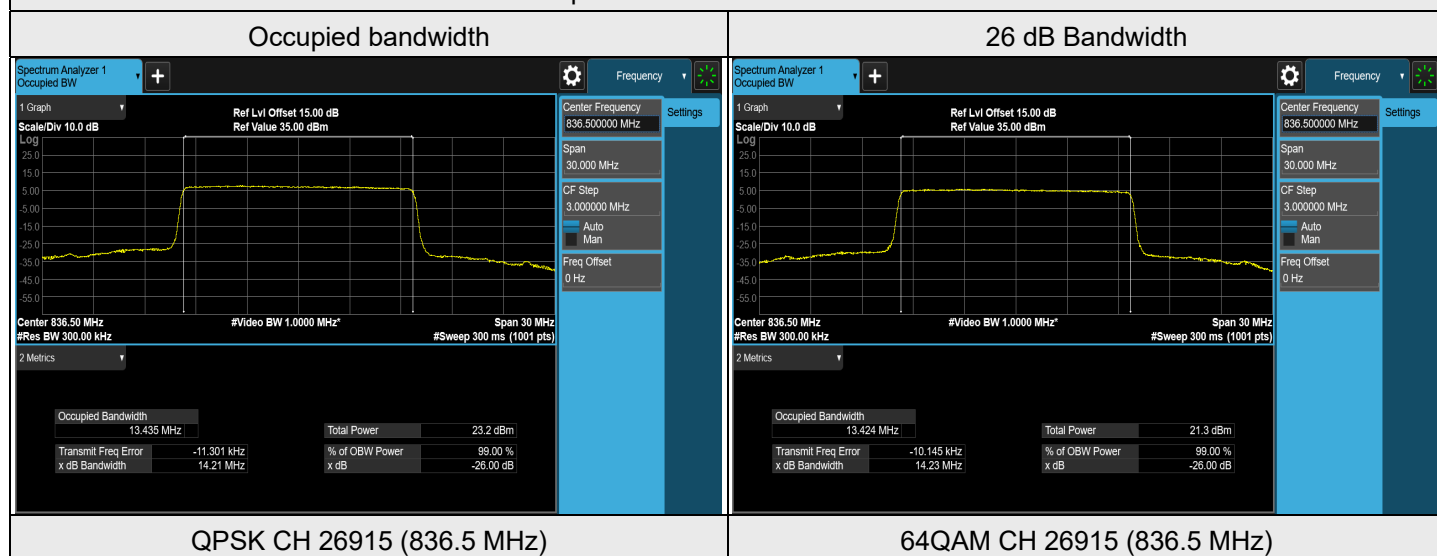 Occupied bandwidth
26 dB Bandwidth
Spectrum Analyzer 1
Occupied BW
+
Frequency
1 Graph
Ref Lvl Offset 15.00 dB
Scale/Div 10.0 dB
Ref Value 35.00 dBm
Log
25.0
15.0
5.00
-5.00
-15.0
-25.0
-35.0
-45.0
-55.0
Center 836.50 MHz
#Video BW 1.0000 MHz*
Span 30 MHz
#Res BW 300.00 kHz
#Sweep 300 ms (1001 pts)
Center Frequency
836.500000 MHz
Settings
Span
30.000 MHz
CF Step
3.000000 MHz
Auto
Man
Freq Offset
0 Hz
2 Metrics
Occupied Bandwidth
13.435 MHz
Total Power 23.2 dBm
Transmit Freq Error -11.301 kHz
% of OBW Power 99.00 %
x dB Bandwidth 14.21 MHz
x dB -26.00 dB
Spectrum Analyzer 1
Occupied BW
+
Frequency
1 Graph
Ref Lvl Offset 15.00 dB
Scale/Div 10.0 dB
Ref Value 35.00 dBm
Log
25.0
15.0
5.00
-5.00
-15.0
-25.0
-35.0
-45.0
-55.0
Center 836.50 MHz
#Video BW 1.0000 MHz*
Span 30 MHz
#Res BW 300.00 kHz
#Sweep 300 ms (1001 pts)
Center Frequency
836.500000 MHz
Settings
Span
30.000 MHz
CF Step
3.000000 MHz
Auto
Man
Freq Offset
0 Hz
2 Metrics
Occupied Bandwidth
13.424 MHz
Total Power 21.3 dBm
Transmit Freq Error -10.145 kHz
% of OBW Power 99.00 %
x dB Bandwidth 14.23 MHz
x dB -26.00 dB
QPSK CH 26915 (836.5 MHz)
64QAM CH 26915 (836.5 MHz)